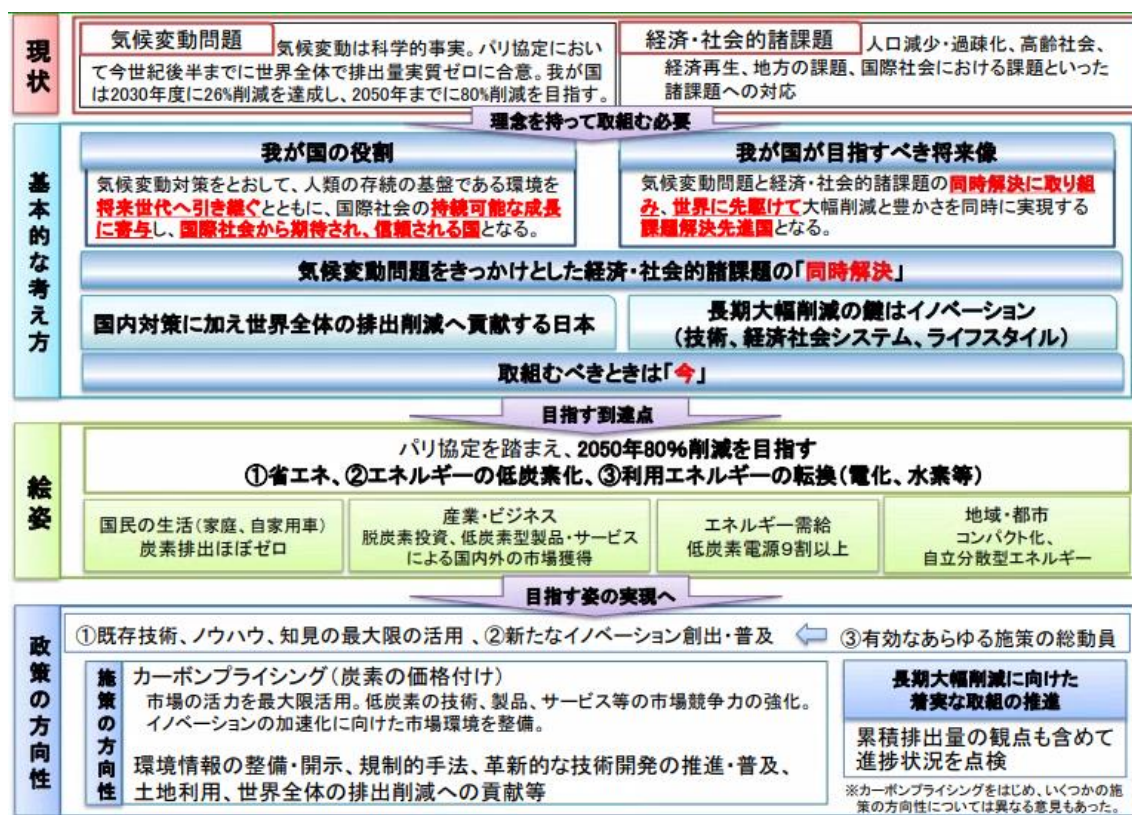 現状
気候変動問題
気候変動は科学的事実。パリ協定におい
て今世紀後半までに世界全体で排出量実質ゼロに合意。我が国
は2030年度に26%削減を達成し、2050年までに80%削減を目指す。
経済・社会的諸課題
人口減少・過疎化、高齢社会、
経済再生、地方の課題、国際社会における課題といった
諸課題への対応
理念を持って取組む必要
基本的な考え方
我が国の役割
気候変動対策をとおして、人類の存続の基盤である環境を
将来世代へ引き継ぐとともに、国際社会の持続可能な成長
に寄与し、国際社会から期待され、信頼される国となる。
我が国が目指すべき将来像
気候変動問題と経済・社会的諸課題の同時解決に取り組
み、世界に先駆けて大幅削減と豊かさを同時に実現する
課題解決先進国となる。
気候変動問題をきっかけとした経済・社会的諸課題の「同時解決」
国内対策に加え世界全体の排出削減へ貢献する日本
長期大幅削減の鍵はイノベーション
(技術、経済社会システム、ライフスタイル)
取組むべきときは「今」
目指す到達点
絵姿
パリ協定を踏まえ、2050年80%削減を目指す
①省エネ、②エネルギーの低炭素化、③利用エネルギーの転換(電化、水素等)
国民の生活(家庭、自家用車)
炭素排出ほぼゼロ
産業・ビジネス
脱炭素投資、低炭素型製品・サービス
による国内外の市場獲得
エネルギー需給
低炭素電源9割以上
地域・都市
コンパクト化、
自立分散型エネルギー
目指す姿の実現へ
政策の方向性
①既存技術、ノウハウ、知見の最大限の活用 、②新たなイノベーション創出・普及
③有効なあらゆる施策の総動員
施策の方向性
カーボンプライシング(炭素の価格付け)
市場の活力を最大限活用。低炭素の技術、製品、サービス等の市場競争力の強化。
イノベーションの加速化に向けた市場環境を整備。
環境情報の整備・開示、規制的手法、革新的な技術開発の推進・普及、
土地利用、世界全体の排出削減への貢献等
長期大幅削減に向けた
着実な取組の推進
累積排出量の観点も含めて
進捗状況を点検
※カーボンプライシングをはじめ、いくつかの施
策の方向性については異なる意見もあった。